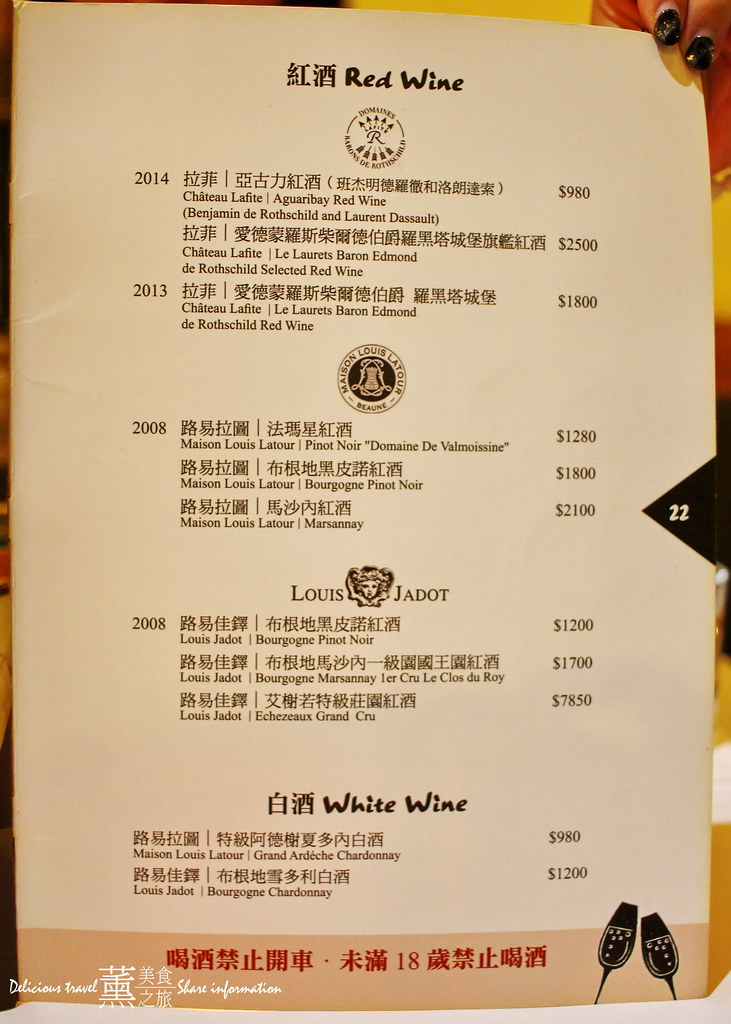 紅酒 Red Wine
DOMAINES
LAFITE
R
BARONS DE ROTHSCHILD
2014 拉菲｜亞古力紅酒（班杰明德羅徹和洛朗達索） $980
Château Lafite | Aguaribay Red Wine
(Benjamin de Rothschild and Laurent Dassault)
拉菲｜愛德蒙羅斯柴爾德伯爵羅黑塔城堡旗艦紅酒 $2500
Château Lafite | Le Laurets Baron Edmond
de Rothschild Selected Red Wine
2013 拉菲｜愛德蒙羅斯柴爾德伯爵 羅黑塔城堡 $1800
Château Lafite | Le Laurets Baron Edmond
de Rothschild Red Wine
MAISON LOUIS LATOUR
BEAUNE
2008 路易拉圖｜法瑪星紅酒 $1280
Maison Louis Latour | Pinot Noir "Domaine De Valmoissine"
路易拉圖｜布根地黑皮諾紅酒 $1800
Maison Louis Latour | Bourgogne Pinot Noir
路易拉圖｜馬沙內紅酒 $2100
Maison Louis Latour | Marsannay
22
LOUIS JADOT
2008 路易佳鐸｜布根地黑皮諾紅酒 $1200
Louis Jadot | Bourgogne Pinot Noir
路易佳鐸｜布根地馬沙內一級園國王園紅酒 $1700
Louis Jadot | Bourgogne Marsannay 1er Cru Le Clos du Roy
路易佳鐸｜艾榭若特級莊園紅酒 $7850
Louis Jadot | Echezeaux Grand Cru
白酒 White Wine
路易拉圖｜特級阿德榭夏多內白酒 $980
Maison Louis Latour | Grand Ardéche Chardonnay
路易佳鐸｜布根地雪多利白酒 $1200
Louis Jadot | Bourgogne Chardonnay
喝酒禁止開車．未滿 18 歲禁止喝酒
Delicious travel 薰 美食之旅 Share information